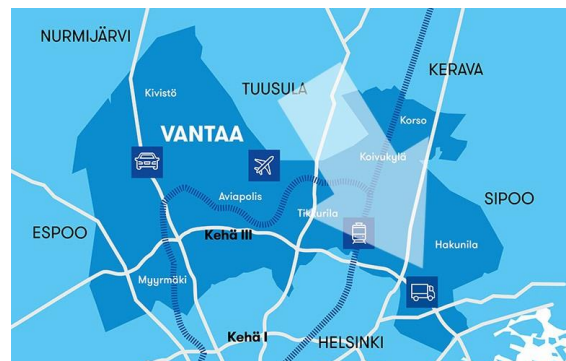 NURMIJÄRVI
TUUSULA
KERAVA
Kivistö
Korso
VANTAA
Koivukylä
Aviapolis
SIPOO
Tikkurila
ESPOO
Kehä III
Hakunila
Myyrmäki
Kehä I
HELSINKI